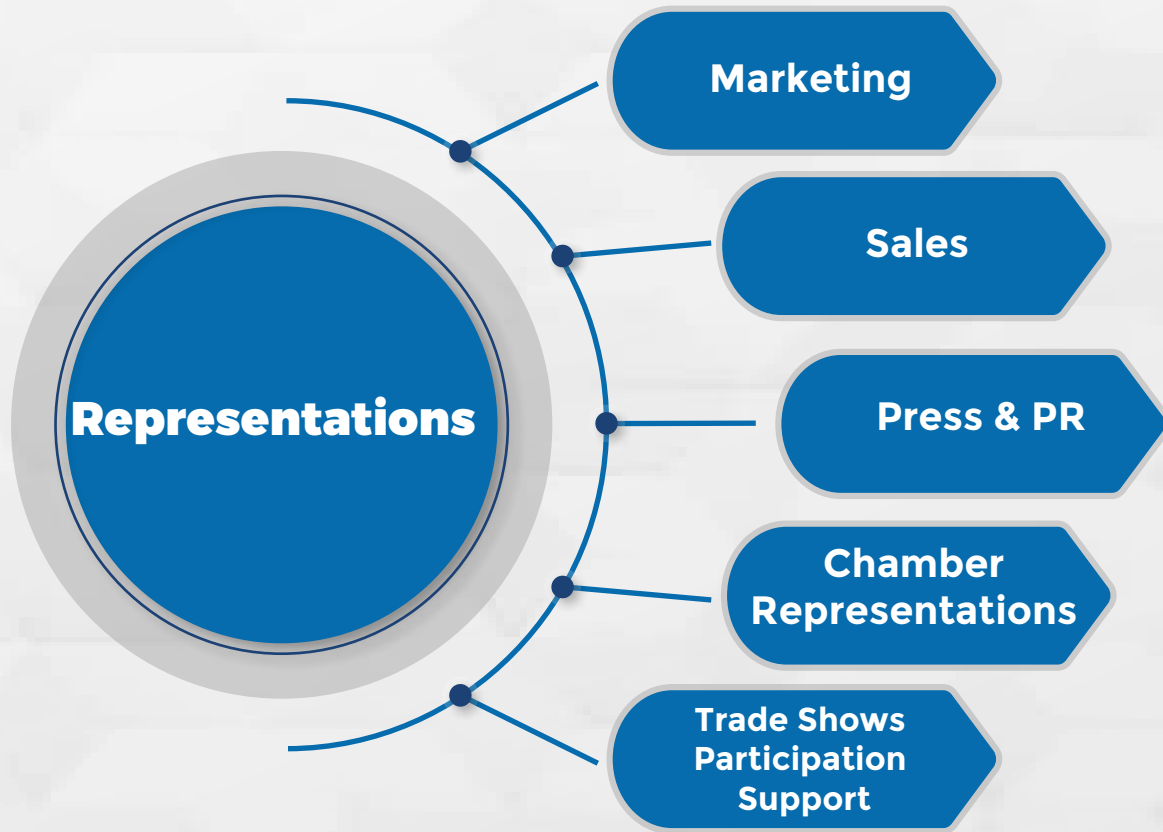 Marketing
Sales
Representations
Press & PR
Chamber
Representations
Trade Shows
Participation
Support